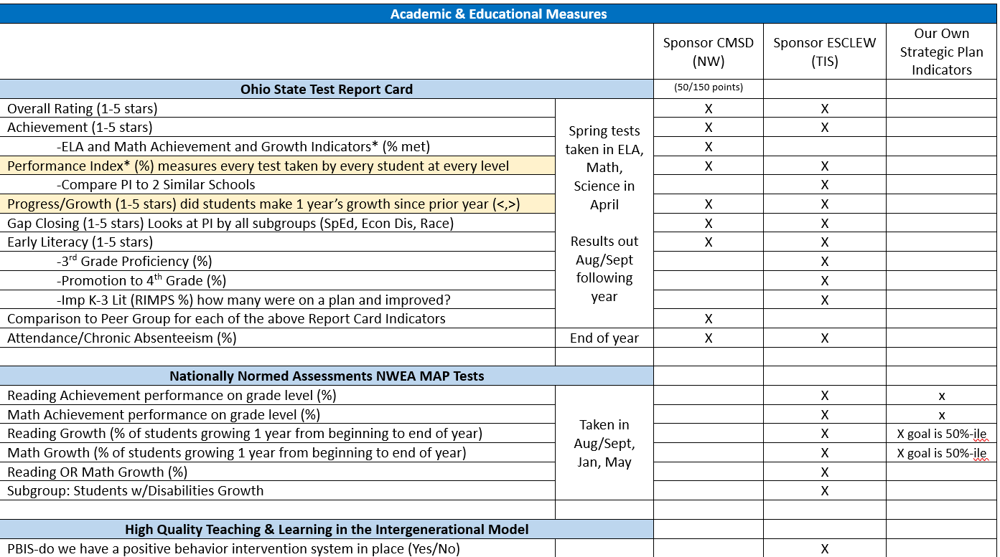 Academic & Educational Measures
Sponsor CMSD
(NW)
Sponsor ESCLEW
(TIS)
Our Own
Strategic Plan
Indicators
Ohio State Test Report Card
(50/150 points)
Overall Rating (1-5 stars) X X
Achievement (1-5 stars) X X
-ELA and Math Achievement and Growth Indicators* (% met) X
Performance Index* (%) measures every test taken by every student at every level X X
-Compare PI to 2 Similar Schools X
Progress/Growth (1-5 stars) did students make 1 year’s growth since prior year (<,>) X X
Gap Closing (1-5 stars) Looks at PI by all subgroups (SpEd, Econ Dis, Race) X X
Early Literacy (1-5 stars) X X
-3rd Grade Proficiency (%) X
-Promotion to 4th Grade (%) X
-Imp K-3 Lit (RIMPS %) how many were on a plan and improved? X
Comparison to Peer Group for each of the above Report Card Indicators X
Spring tests
taken in ELA,
Math,
Science in
April
Results out
Aug/Sept
following
year
Attendance/Chronic Absenteeism (%) End of year X X
Nationally Normed Assessments NWEA MAP Tests
Reading Achievement performance on grade level (%) X x
Math Achievement performance on grade level (%) X x
Reading Growth (% of students growing 1 year from beginning to end of year) X X goal is 50%-ile
Math Growth (% of students growing 1 year from beginning to end of year) X X goal is 50%-ile
Reading OR Math Growth (%) X
Subgroup: Students w/Disabilities Growth X
Taken in
Aug/Sept,
Jan, May
High Quality Teaching & Learning in the Intergenerational Model
PBIS-do we have a positive behavior intervention system in place (Yes/No) X